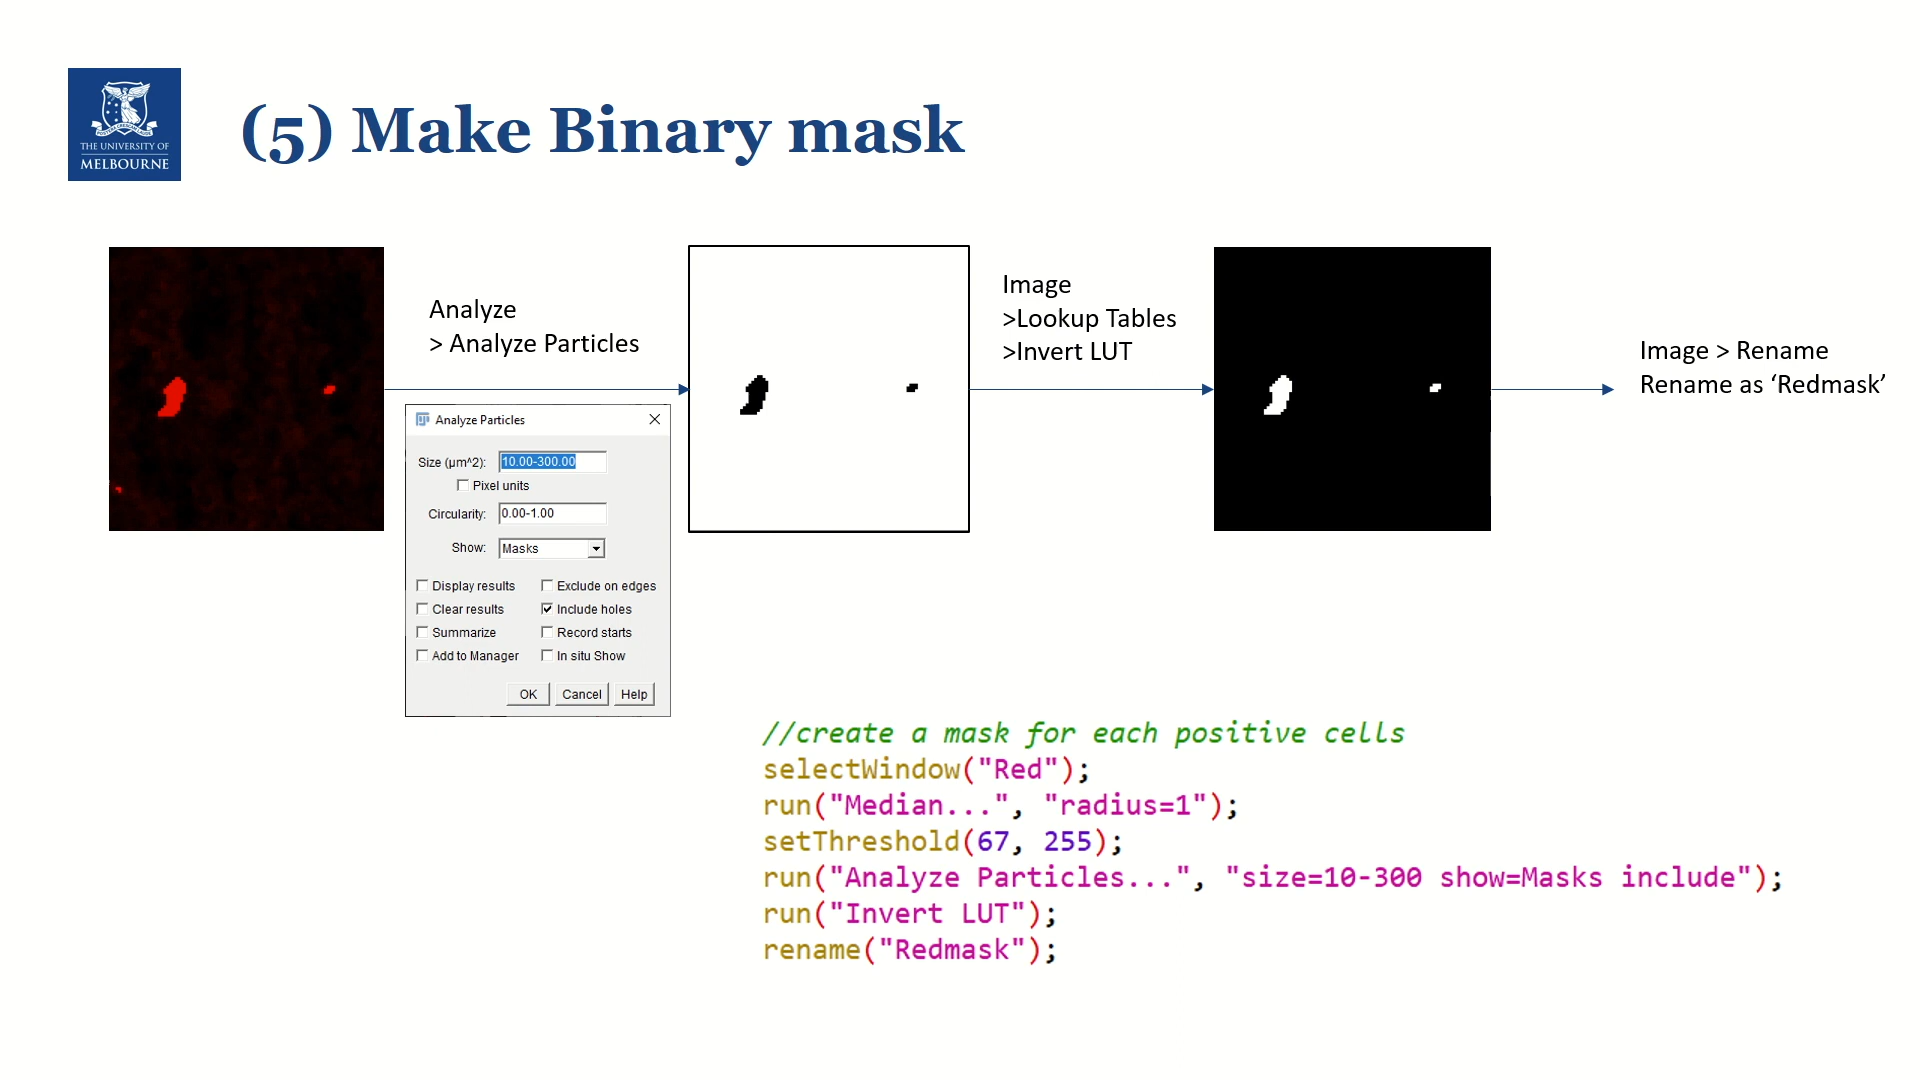 THE UNIVERSITY OF
MELBOURNE
(5) Make Binary mask
Analyze
> Analyze Particles
Image
>Lookup Tables
>Invert LUT
Image > Rename
Rename as ‘Redmask’
Analyze Particles
Size (µm^2): 10.00-300.00
Pixel units
Circularity: 0.00-1.00
Show: Masks
Display results Exclude on edges
Clear results Include holes
Summarize Record starts
Add to Manager In situ Show
OK Cancel Help
//create a mask for each positive cells
selectWindow("Red");
run("Median...", "radius=1");
setThreshold(67, 255);
run("Analyze Particles...", "size=10-300 show=Masks include");
run("Invert LUT");
rename("Redmask");